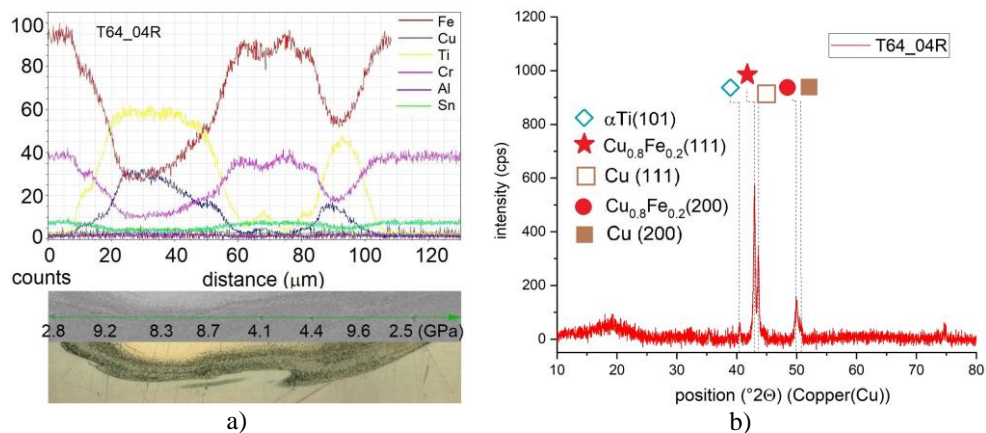 100
80
60
40
20
0
T64_04R
Fe
Cu
Ti
Cr
Al
Sn
0 20 40 60 80 100 120
counts
distance (μm)
2.8 9.2 8.3 8.7 4.1 4.4 9.6 2.5 (GPa)
a)
1200
1000
800
600
400
200
0
intensity (cps)
T64_04R
αTi(101)
Cu0.8Fe0.2(111)
Cu (111)
Cu0.8Fe0.2(200)
Cu (200)
10 20 30 40 50 60 70 80
position (°2Θ) (Copper(Cu))
b)